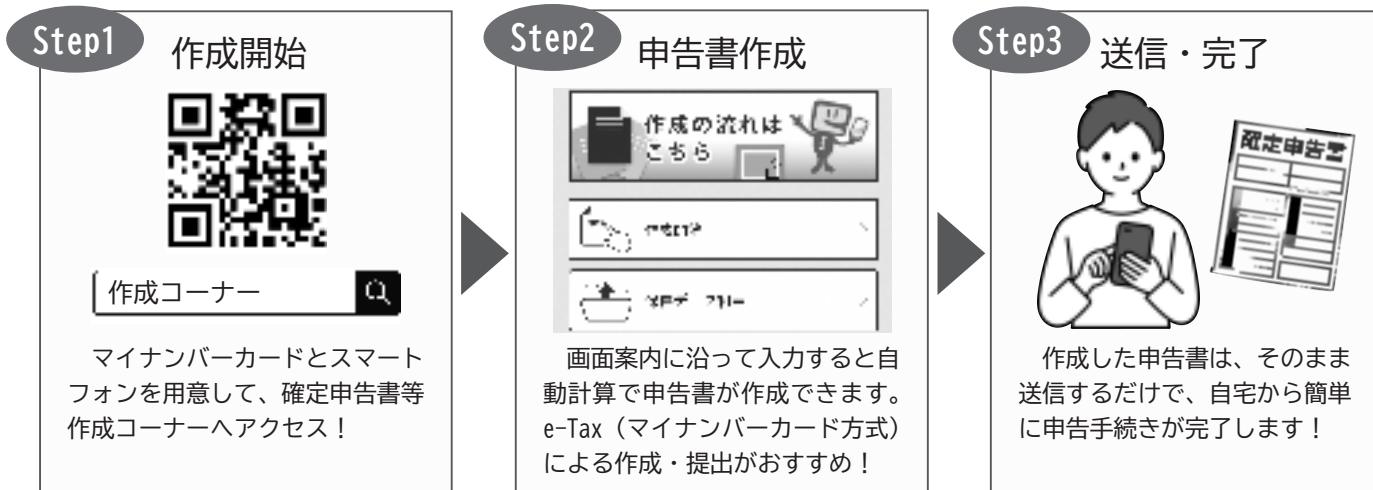 Step1
作成開始
作成コーナー
マイナンバーカードとスマート
フォンを用意して、確定申告書等
作成コーナーへアクセス！
Step2
申告書作成
作成の流れは
こちら
画面案内に沿って入力すると自
動計算で申告書が作成できます。
e-Tax（マイナンバーカード方式）
による作成・提出がおすすめ！
Step3
送信・完了
確定申告書
作成した申告書は、そのまま
送信するだけで、自宅から簡単
に申告手続きが完了します！